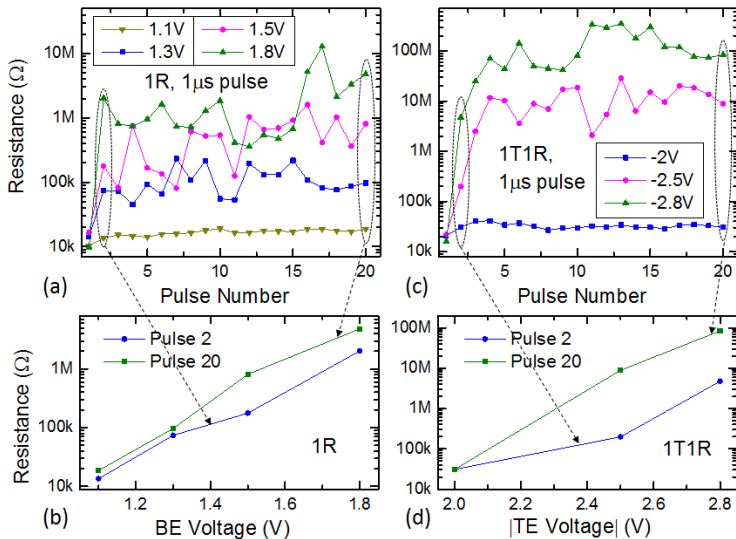 1.1V 1.5V
1.3V 1.8V
1R, 1μs pulse
10M
1M
100k
10k
Resistance (Ω)
5 10 15 20
(a) Pulse Number
100M
10M
1M
100k
10k
1T1R,
1μs pulse
-2V
-2.5V
-2.8V
5 10 15 20
(c) Pulse Number
Pulse 2
Pulse 20
1M
100k
10k
Resistance (Ω)
1R
1.2 1.4 1.6 1.8
(b) BE Voltage (V)
Pulse 2
Pulse 20
100M
10M
1M
100k
10k
1T1R
2.0 2.2 2.4 2.6 2.8
(d) |TE Voltage| (V)